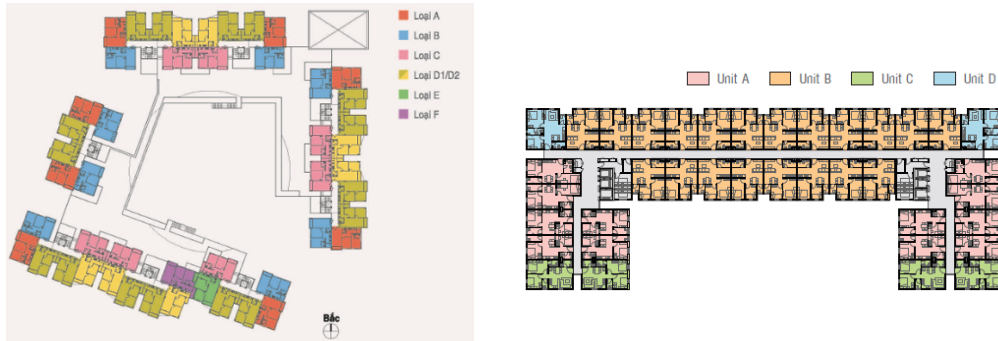 Loại A
Loại B
Loại C
Loại D1/D2
Loại E
Loại F
Bắc
Unit A
Unit B
Unit C
Unit D